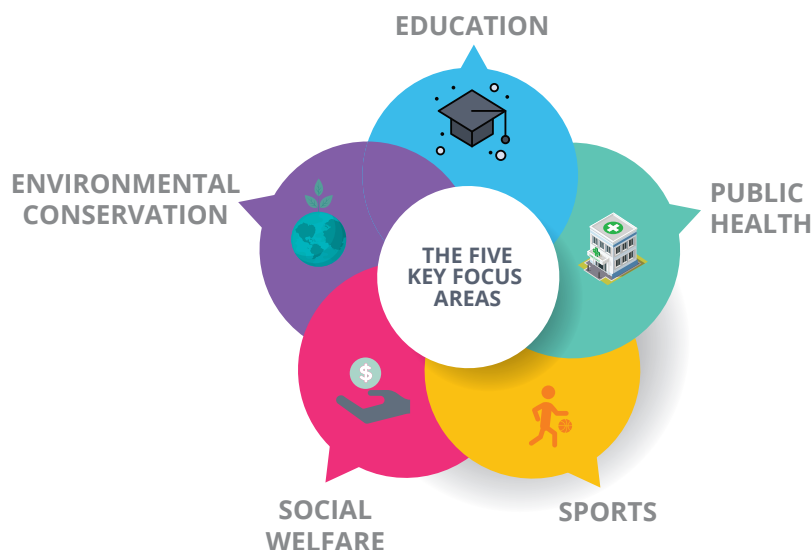 EDUCATION
ENVIRONMENTAL
CONSERVATION
PUBLIC
HEALTH
THE FIVE
KEY FOCUS
AREAS
$
SOCIAL
WELFARE
SPORTS